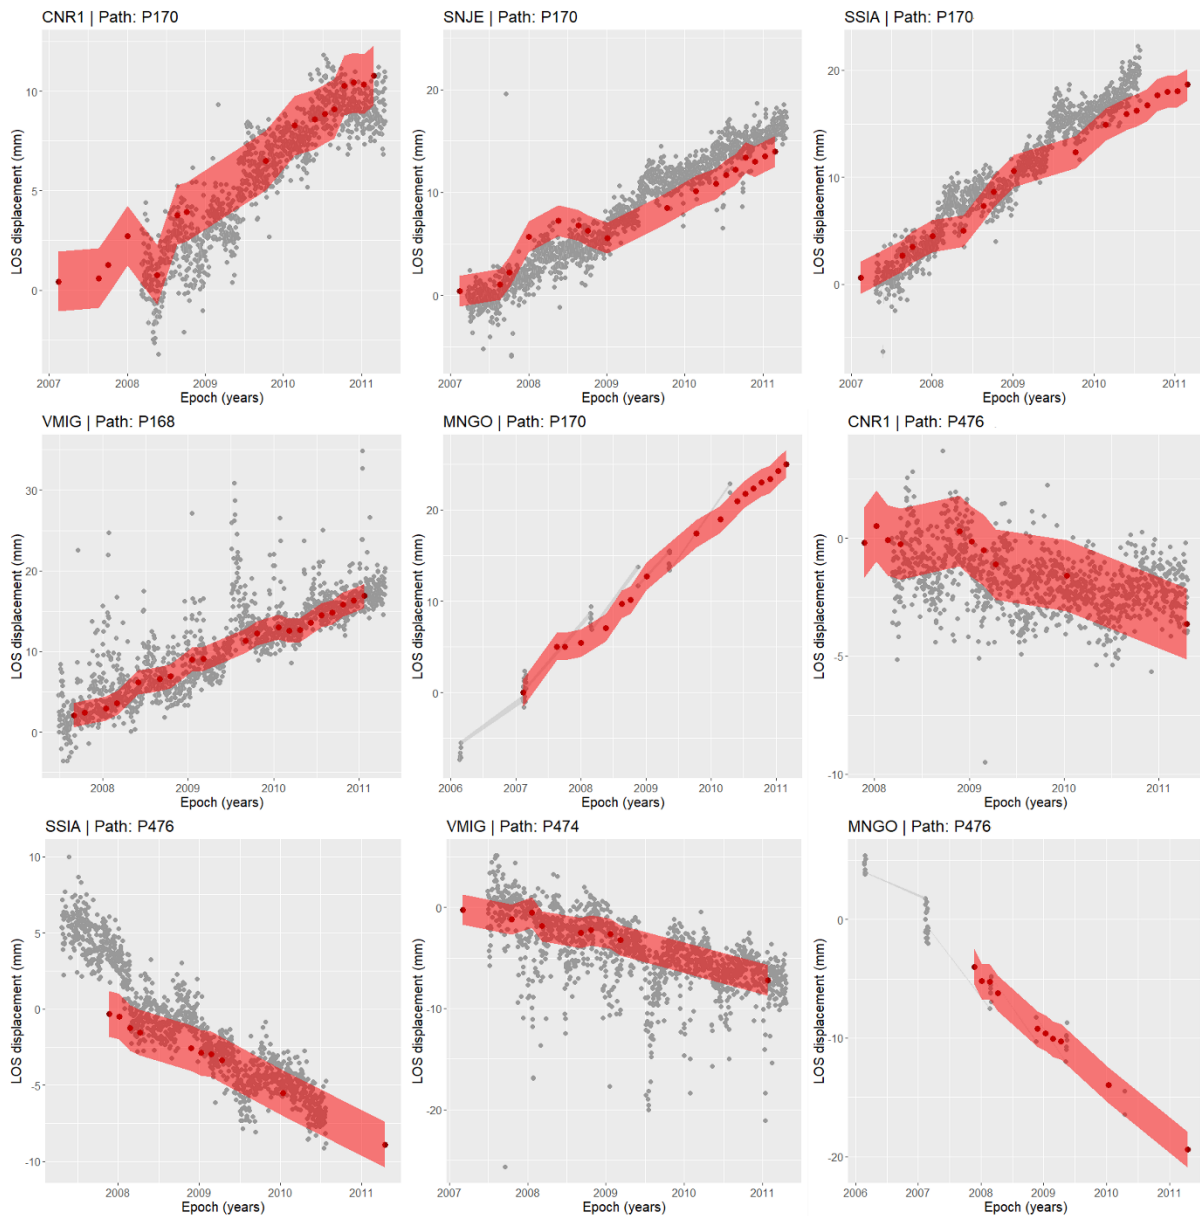 CNR1 | Path: P170
SNJE | Path: P170
SSIA | Path: P170
LOS displacement (mm)
10
5
0
2007 2008 2009 2010 2011
Epoch (years)
LOS displacement (mm)
20
10
0
2007 2008 2009 2010 2011
Epoch (years)
LOS displacement (mm)
20
10
0
2007 2008 2009 2010 2011
Epoch (years)
VMIG | Path: P168
MNGO | Path: P170
CNR1 | Path: P476
LOS displacement (mm)
30
20
10
0
2008 2009 2010 2011
Epoch (years)
LOS displacement (mm)
20
10
0
2006 2007 2008 2009 2010 2011
Epoch (years)
LOS displacement (mm)
0
-5
-10
2008 2009 2010 2011
Epoch (years)
SSIA | Path: P476
VMIG | Path: P474
MNGO | Path: P476
LOS displacement (mm)
10
5
0
-5
-10
2008 2009 2010 2011
Epoch (years)
LOS displacement (mm)
0
-10
-20
2007 2008 2009 2010 2011
Epoch (years)
LOS displacement (mm)
0
-10
-20
2006 2007 2008 2009 2010 2011
Epoch (years)